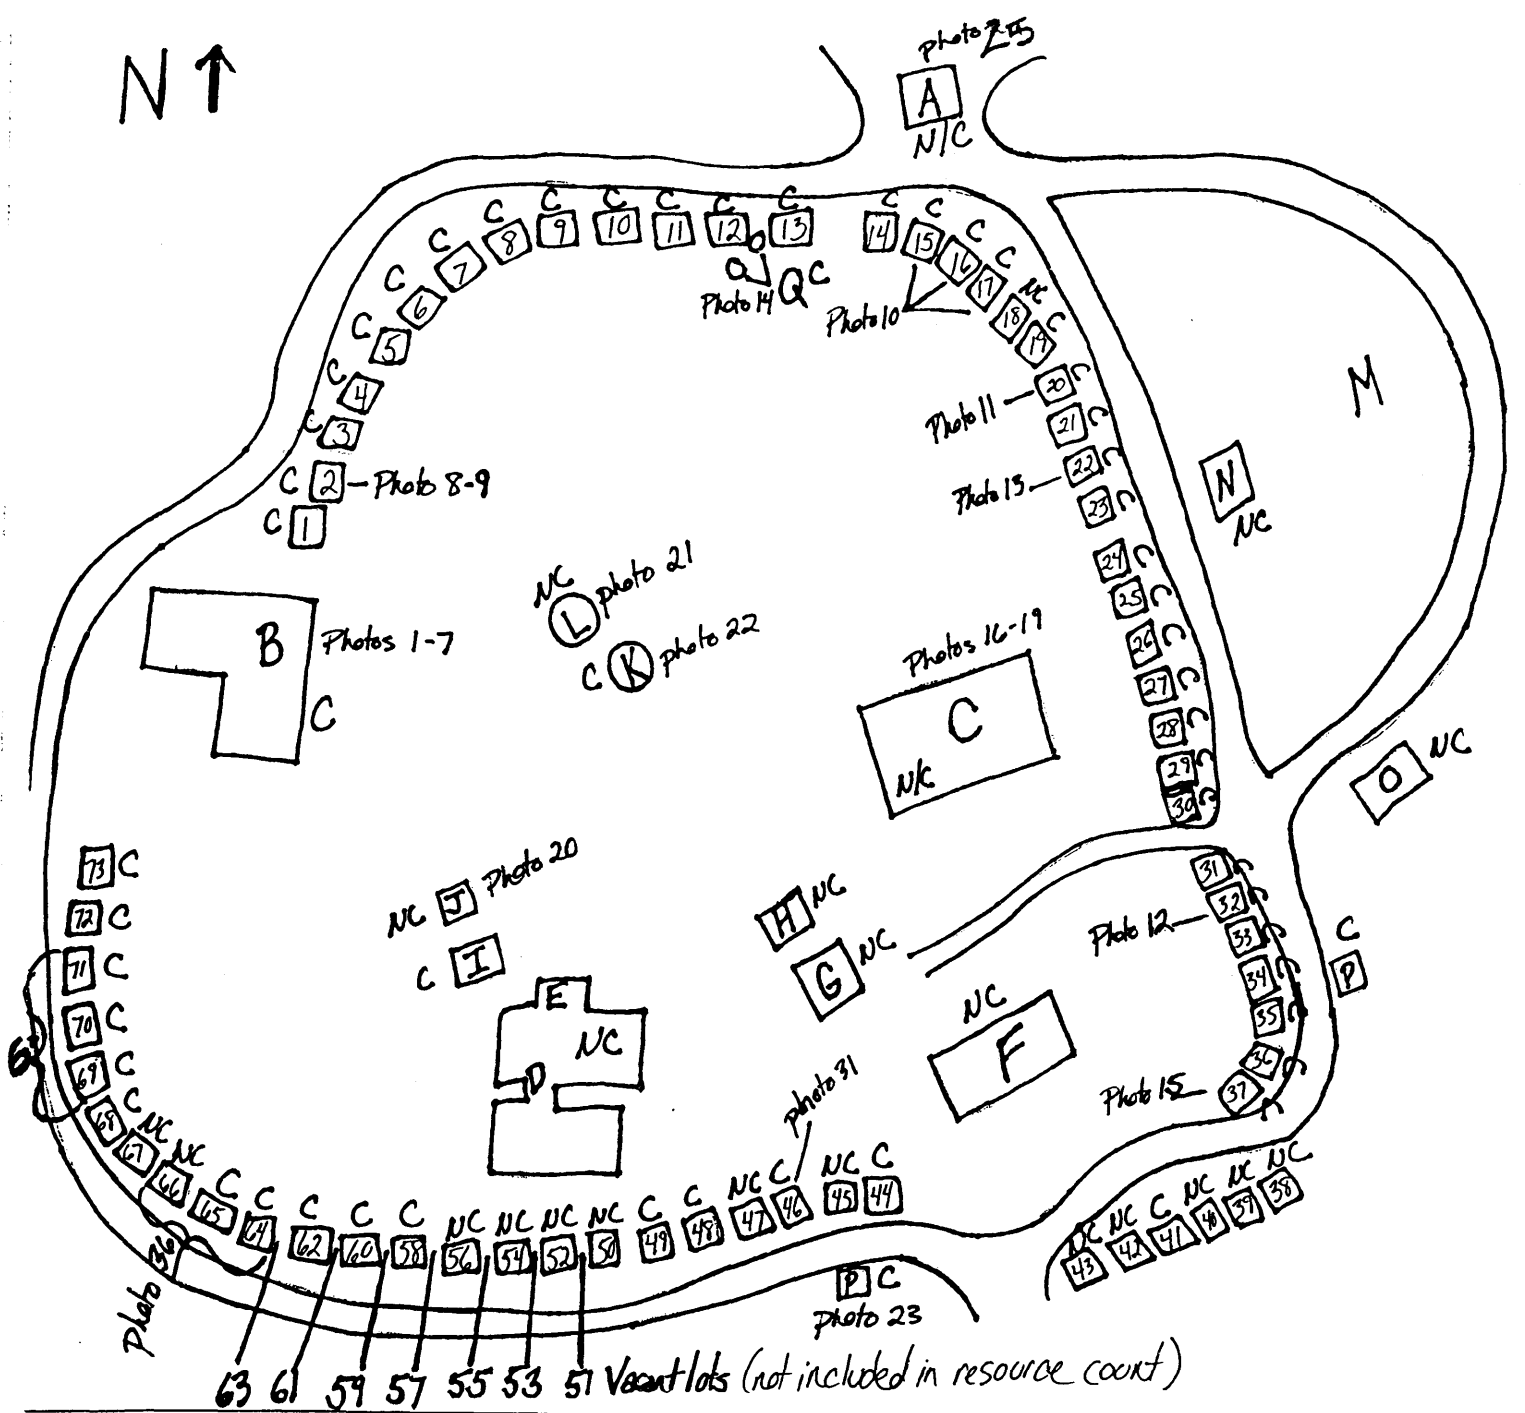 N ↑
Photo 25
A
N/C
C C C C C C C C
8 9 10 11 12 13 14 15
C C
7 16
Q C
Photo 14
Photo 10
C C
6 17
NC
18
C C
5 19
C C
4 20
Photo 11
M
C C
3 21
C 2 - Photo 8-9
22 C
Photo 13
N
NC
C 1
23 C
24 C
NC
L
photo 21
25 C
C K photo 22
26 C
B
Photos 1-7
C
Photos 16-19
C
N/C
27 C
28 C
29 C
30 C
O
NC
73 C
31 C
NC J Photo 20
H NC
72 C
32 C
Photo 12
33 C
C
P
C I
G NC
71 C
34 C
E
NC
D
NC
F
70 C
35 C
69 C
36 C
Photo 15
37 C
photo 31
68 C
67 NC
66 NC
65 C
64 C
62 C
60 C
58 C
56 NC
54 NC
52 NC
50 NC
49 C
48 C
47 NC
46 C
45 NC
44 C
43 NC
42 NC
41 C
40 NC
39 NC
38 NC
Photo 36
P C
Photo 23
63 61 59 57 55 53 51 Vacant lots (not included in resource count)